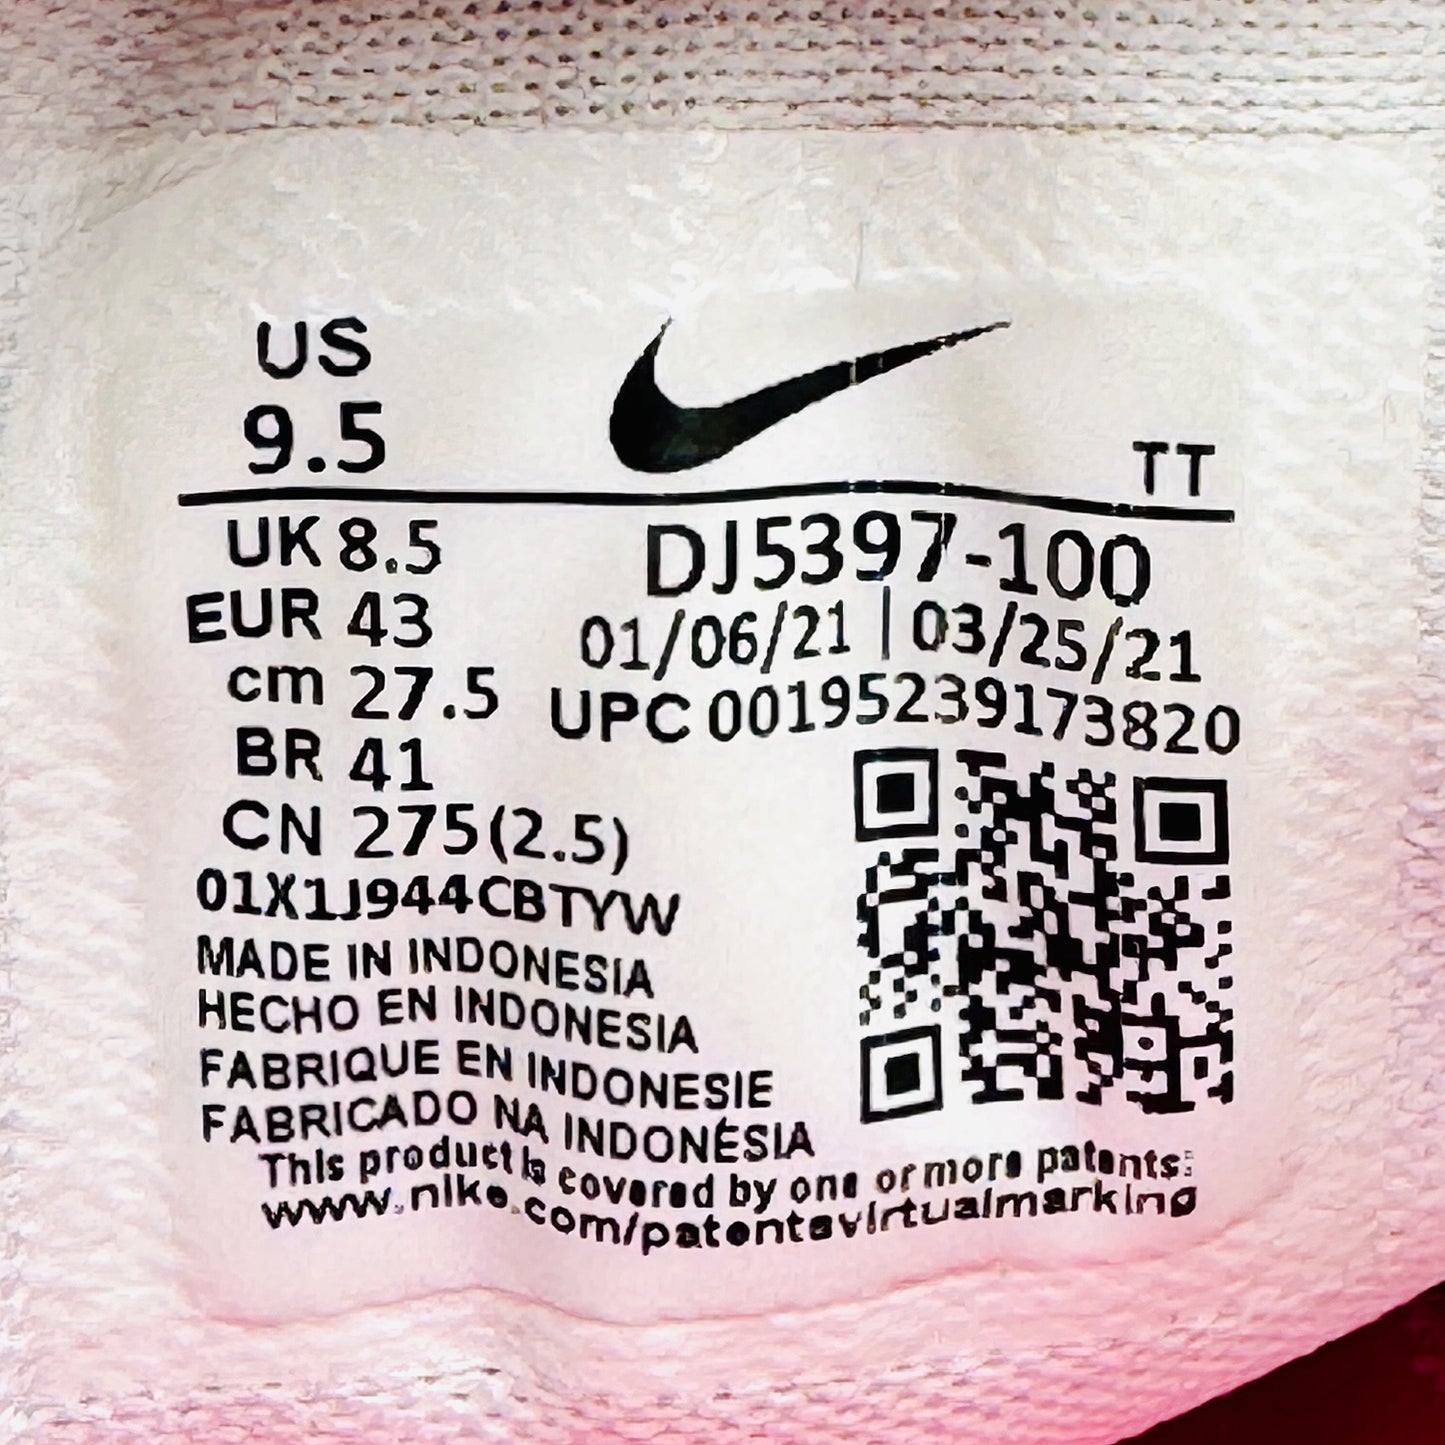 US
9.5
TT
UK 8.5
EUR 43
cm 27.5
BR 41
CN 275(2.5)
DJ5397-100
01/06/21 | 03/25/21
UPC 00195239173820
01X1J944CBTYW
MADE IN INDONESIA
HECHO EN INDONESIA
FABRIQUE EN INDONESIE
FABRICADO NA INDONÉSIA
This product is covered by one or more patents:
www.nike.com/patentsvirtualmarking